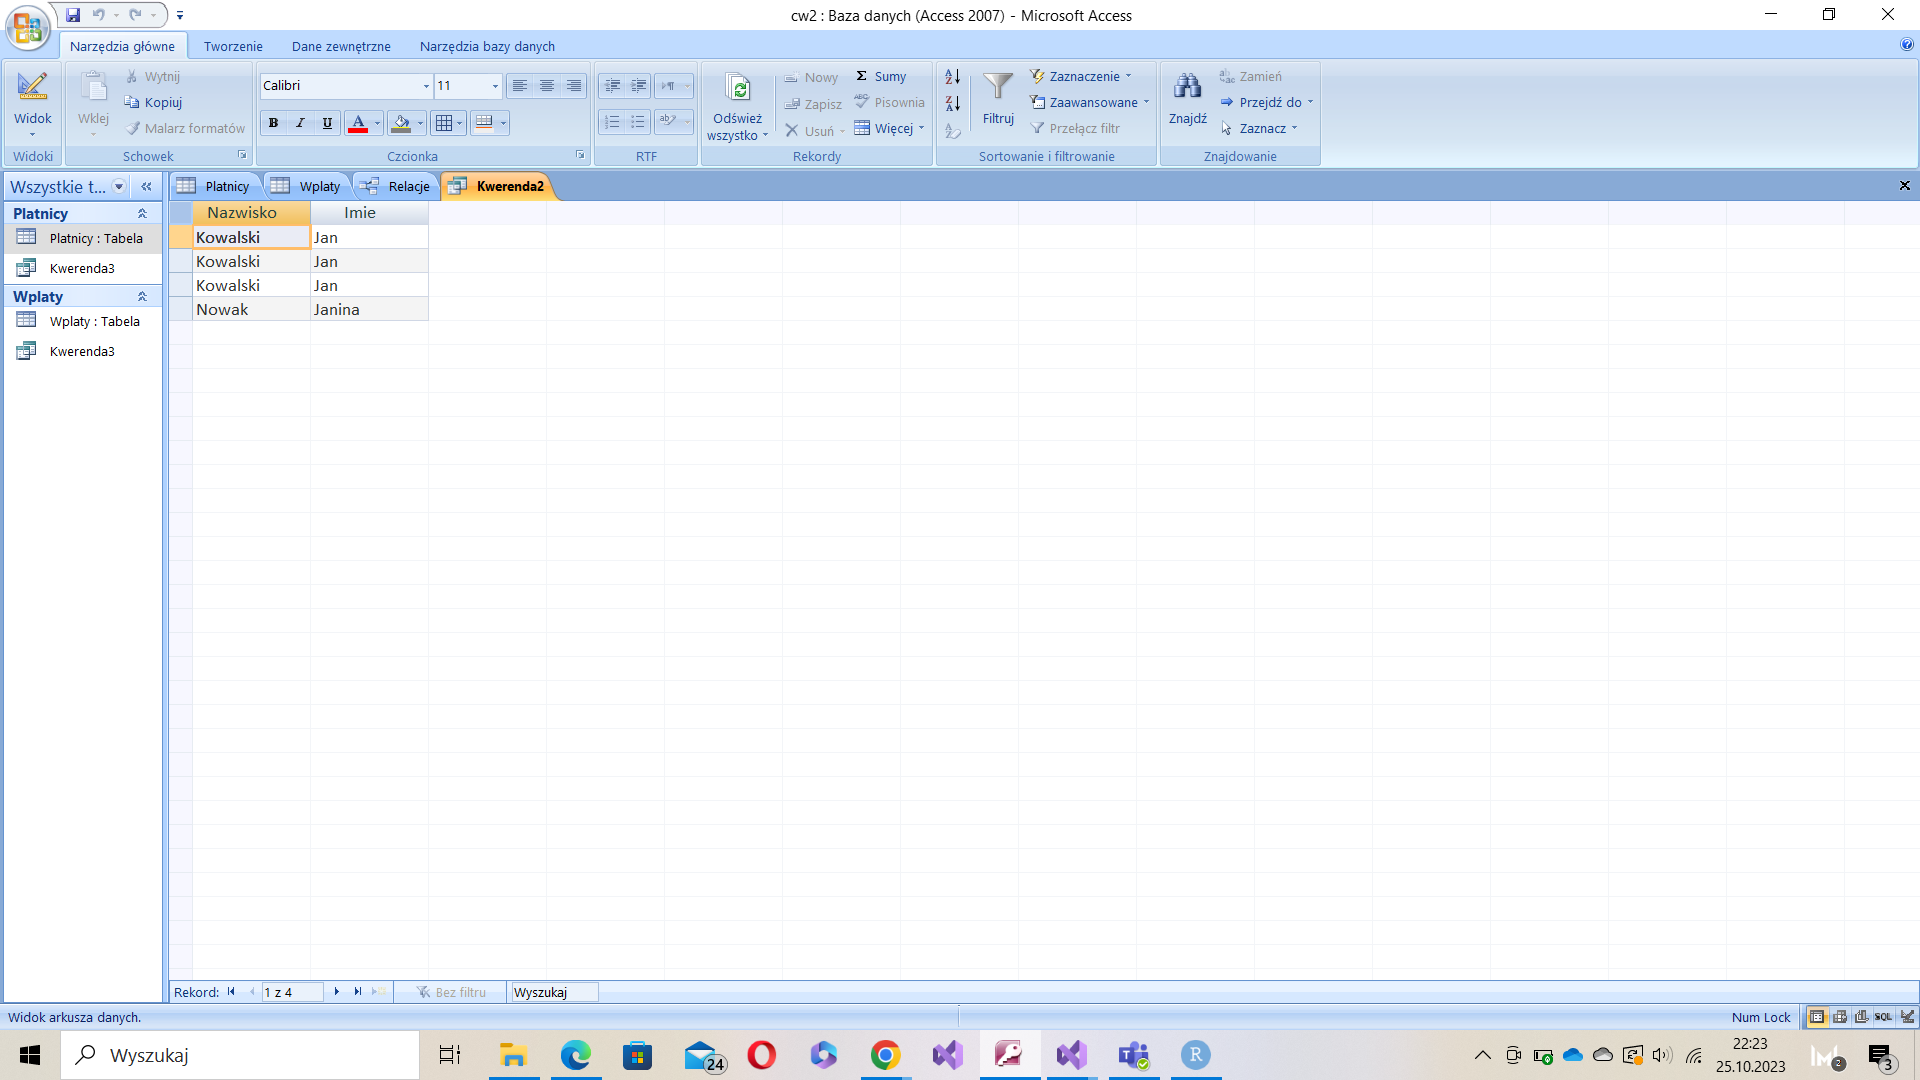 cw2 : Baza danych (Access 2007) - Microsoft Access
Narzędzia główne Tworzenie Dane zewnętrzne Narzędzia bazy danych
Widok
Widoki
Wklej
Wytnij
Kopiuj
Malarz formatów
Schowek
Calibri 11
B I U A
Czcionka
RTF
Odśwież
wszystko
Nowy
Zapisz
Usuń
Σ Sumy
Pisownia
Więcej
Rekordy
Filtruj
Zaznaczenie
Zaawansowane
Przełącz filtr
Sortowanie i filtrowanie
Znajdź
Zamień
Przejdź do
Zaznacz
Znajdowanie
Wszystkie t...
Platnicy
Platnicy : Tabela
Kwerenda3
Wplaty
Wplaty : Tabela
Kwerenda3
Platnicy Wplaty Relacje Kwerenda2
Nazwisko Imie
Kowalski Jan
Kowalski Jan
Kowalski Jan
Nowak Janina
Rekord: 1 z 4 Bez filtru Wyszukaj
Widok arkusza danych. Num Lock SQL
Wyszukaj
24
R
22:23
25.10.2023
2
3